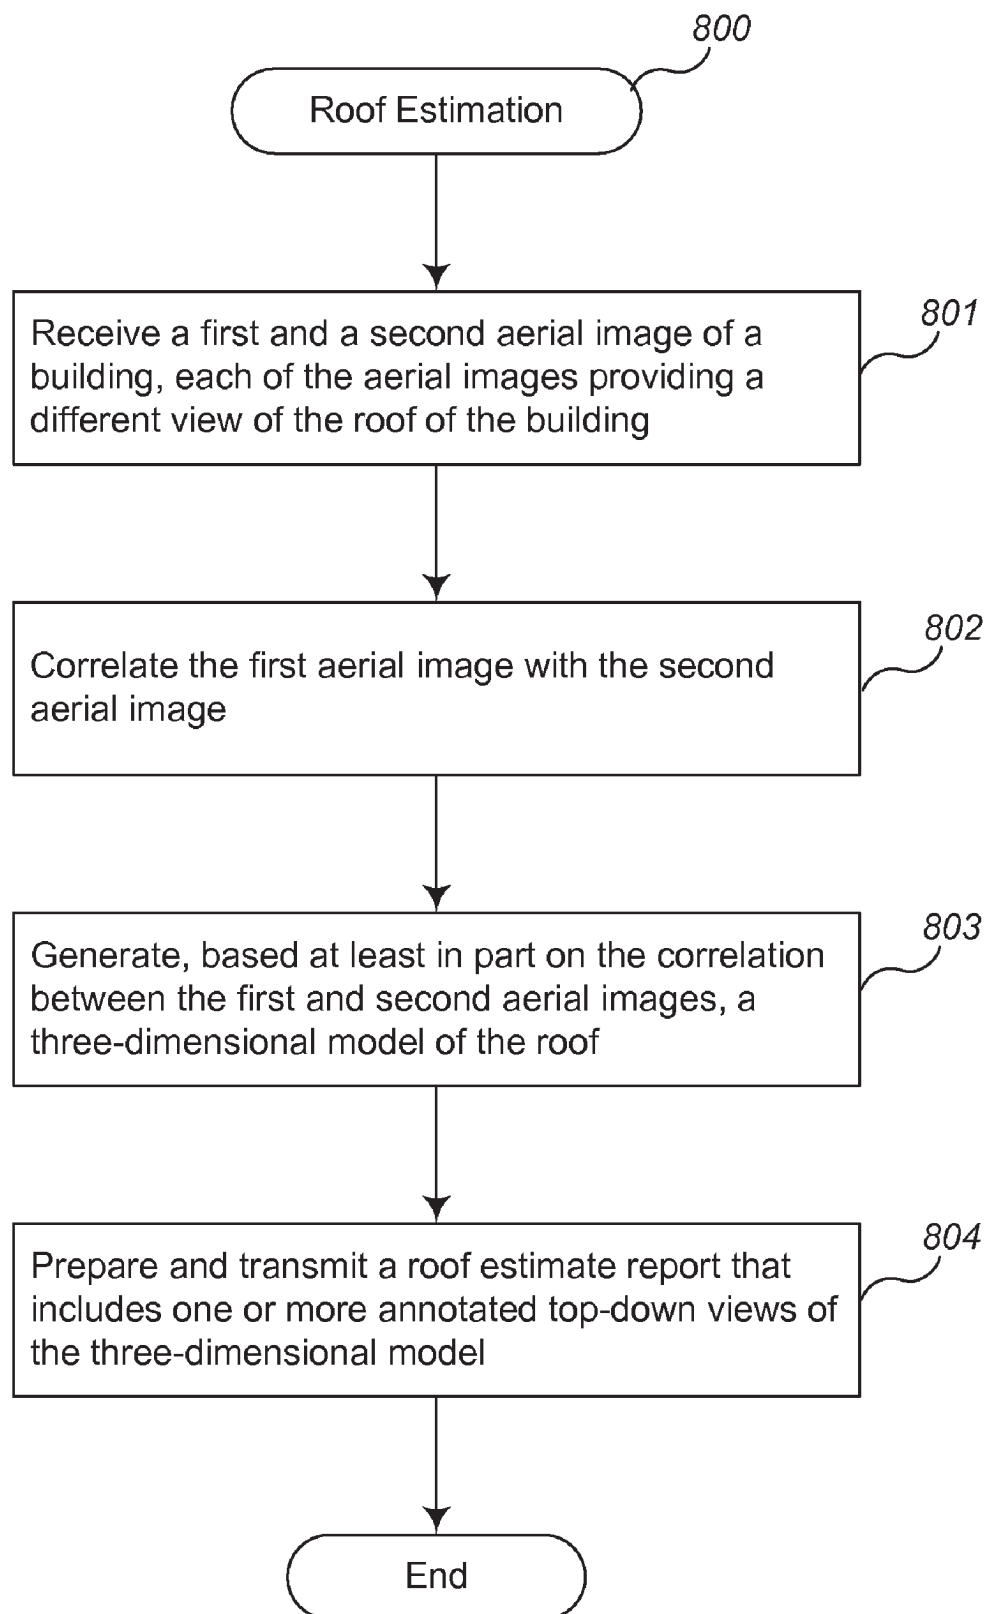 800
Roof Estimation
801
Receive a first and a second aerial image of a
building, each of the aerial images providing a
different view of the roof of the building
802
Correlate the first aerial image with the second
aerial image
803
Generate, based at least in part on the correlation
between the first and second aerial images, a
three-dimensional model of the roof
804
Prepare and transmit a roof estimate report that
includes one or more annotated top-down views of
the three-dimensional model
End